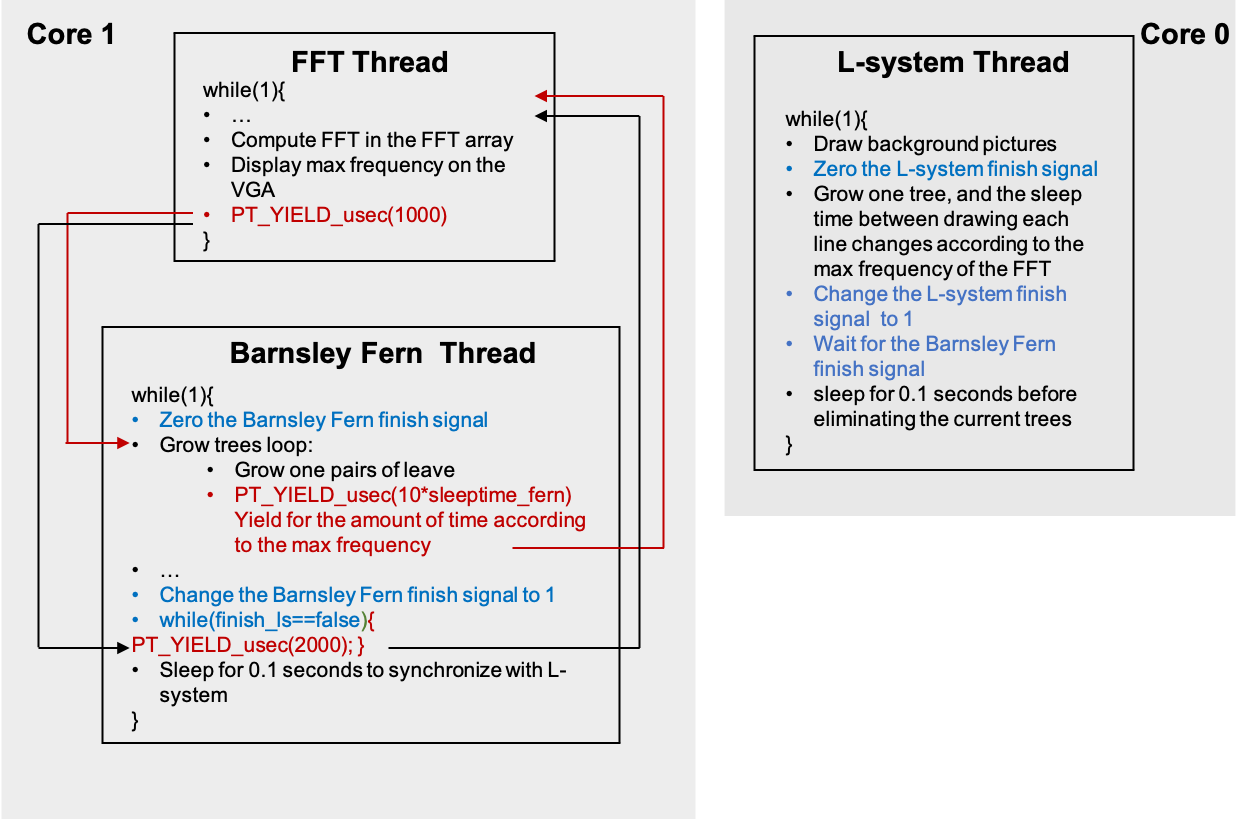 Core 1
FFT Thread
while(1){
• …
• Compute FFT in the FFT array
• Display max frequency on the
VGA
• PT_YIELD_usec(1000)
}
Barnsley Fern Thread
while(1){
• Zero the Barnsley Fern finish signal
• Grow trees loop:
• Grow one pairs of leave
• PT_YIELD_usec(10*sleeptime_fern)
Yield for the amount of time according
to the max frequency
• …
• Change the Barnsley Fern finish signal to 1
• while(finish_ls==false){
PT_YIELD_usec(2000); }
• Sleep for 0.1 seconds to synchronize with L-
system
}
Core 0
L-system Thread
while(1){
• Draw background pictures
• Zero the L-system finish signal
• Grow one tree, and the sleep
time between drawing each
line changes according to the
max frequency of the FFT
• Change the L-system finish
signal to 1
• Wait for the Barnsley Fern
finish signal
• sleep for 0.1 seconds before
eliminating the current trees
}